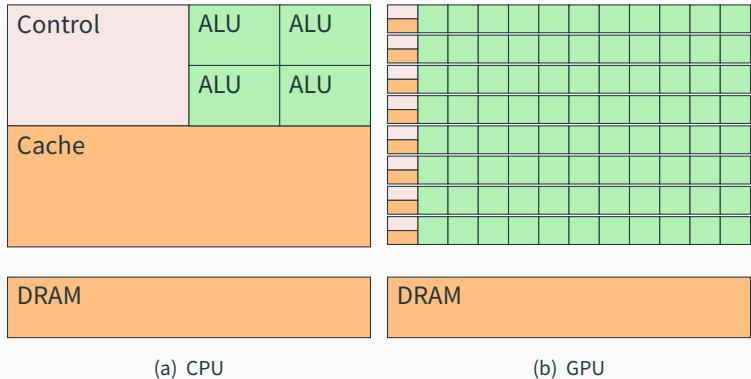 Control
ALU ALU
ALU ALU
Cache
DRAM
DRAM
(a) CPU
(b) GPU